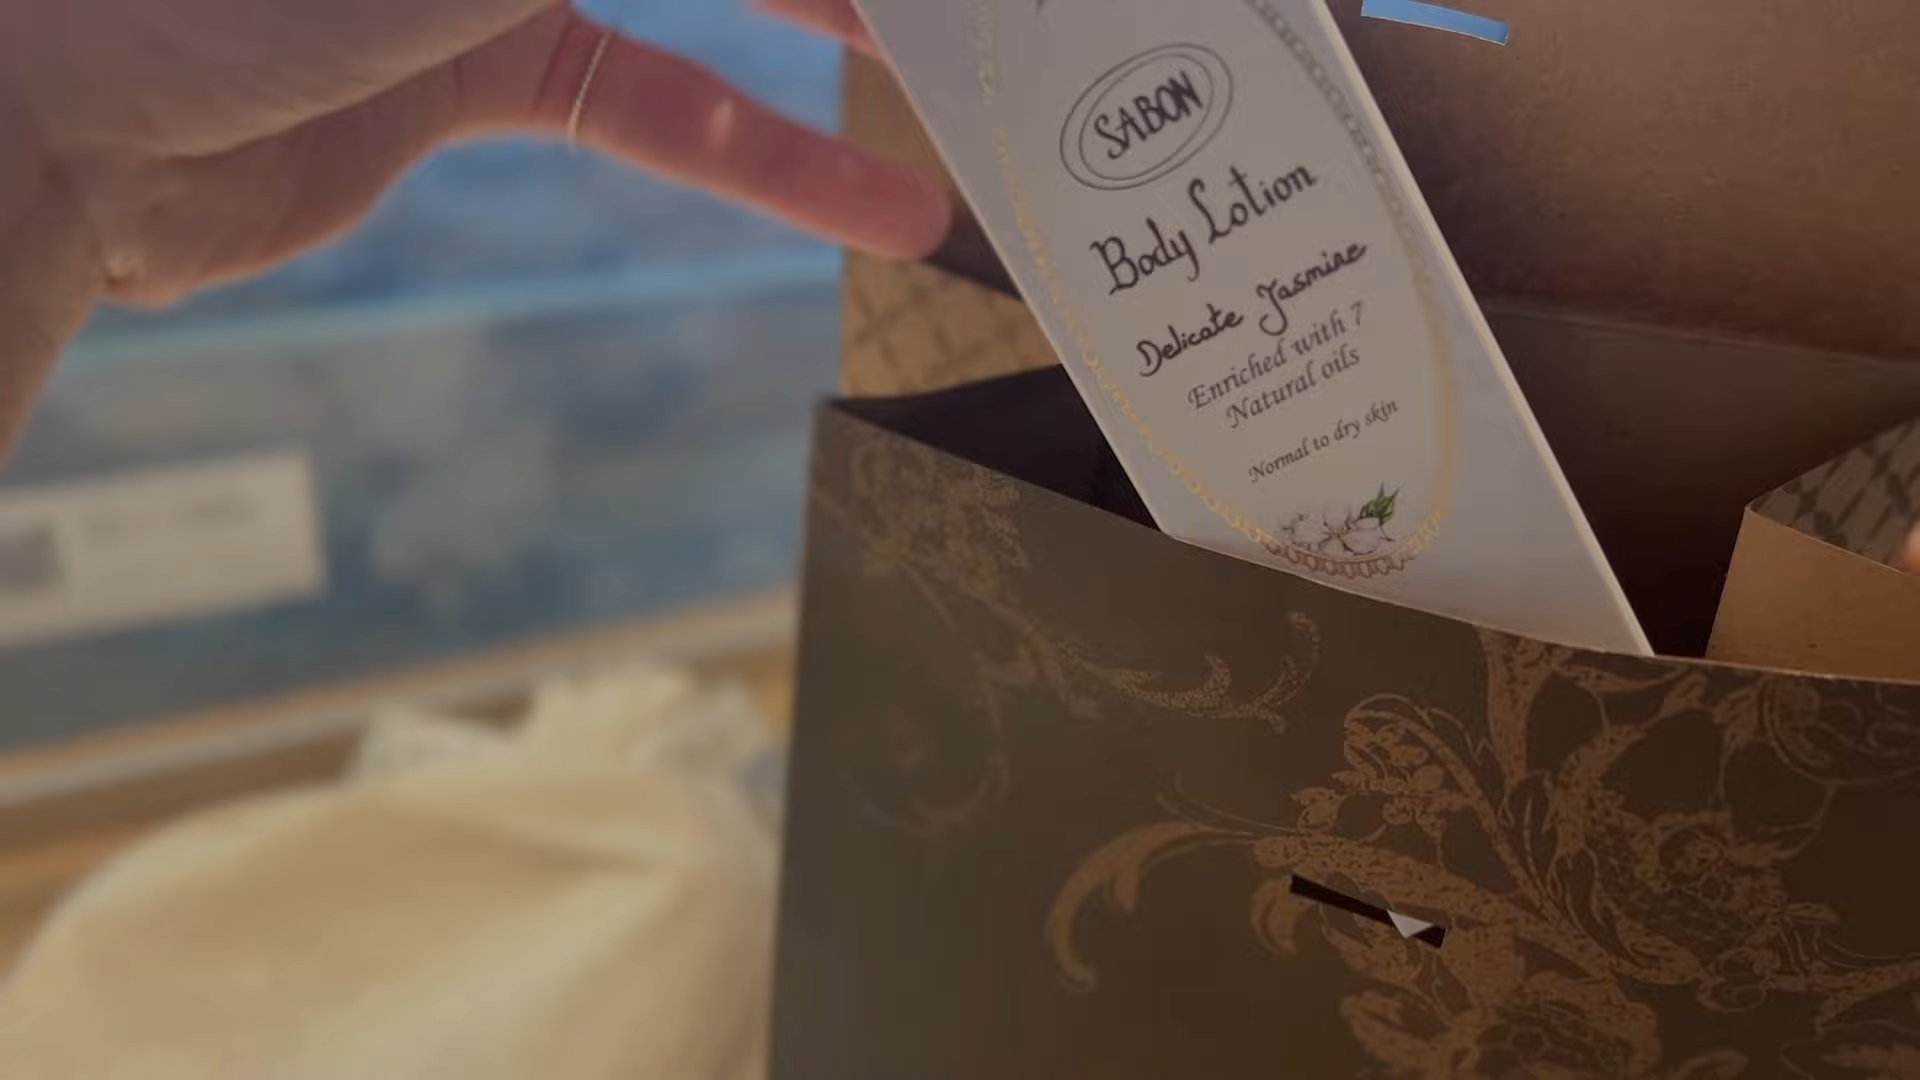 SABON
Body Lotion
Delicate Jasmine
Enriched with 7
Natural oils
Normal to dry skin